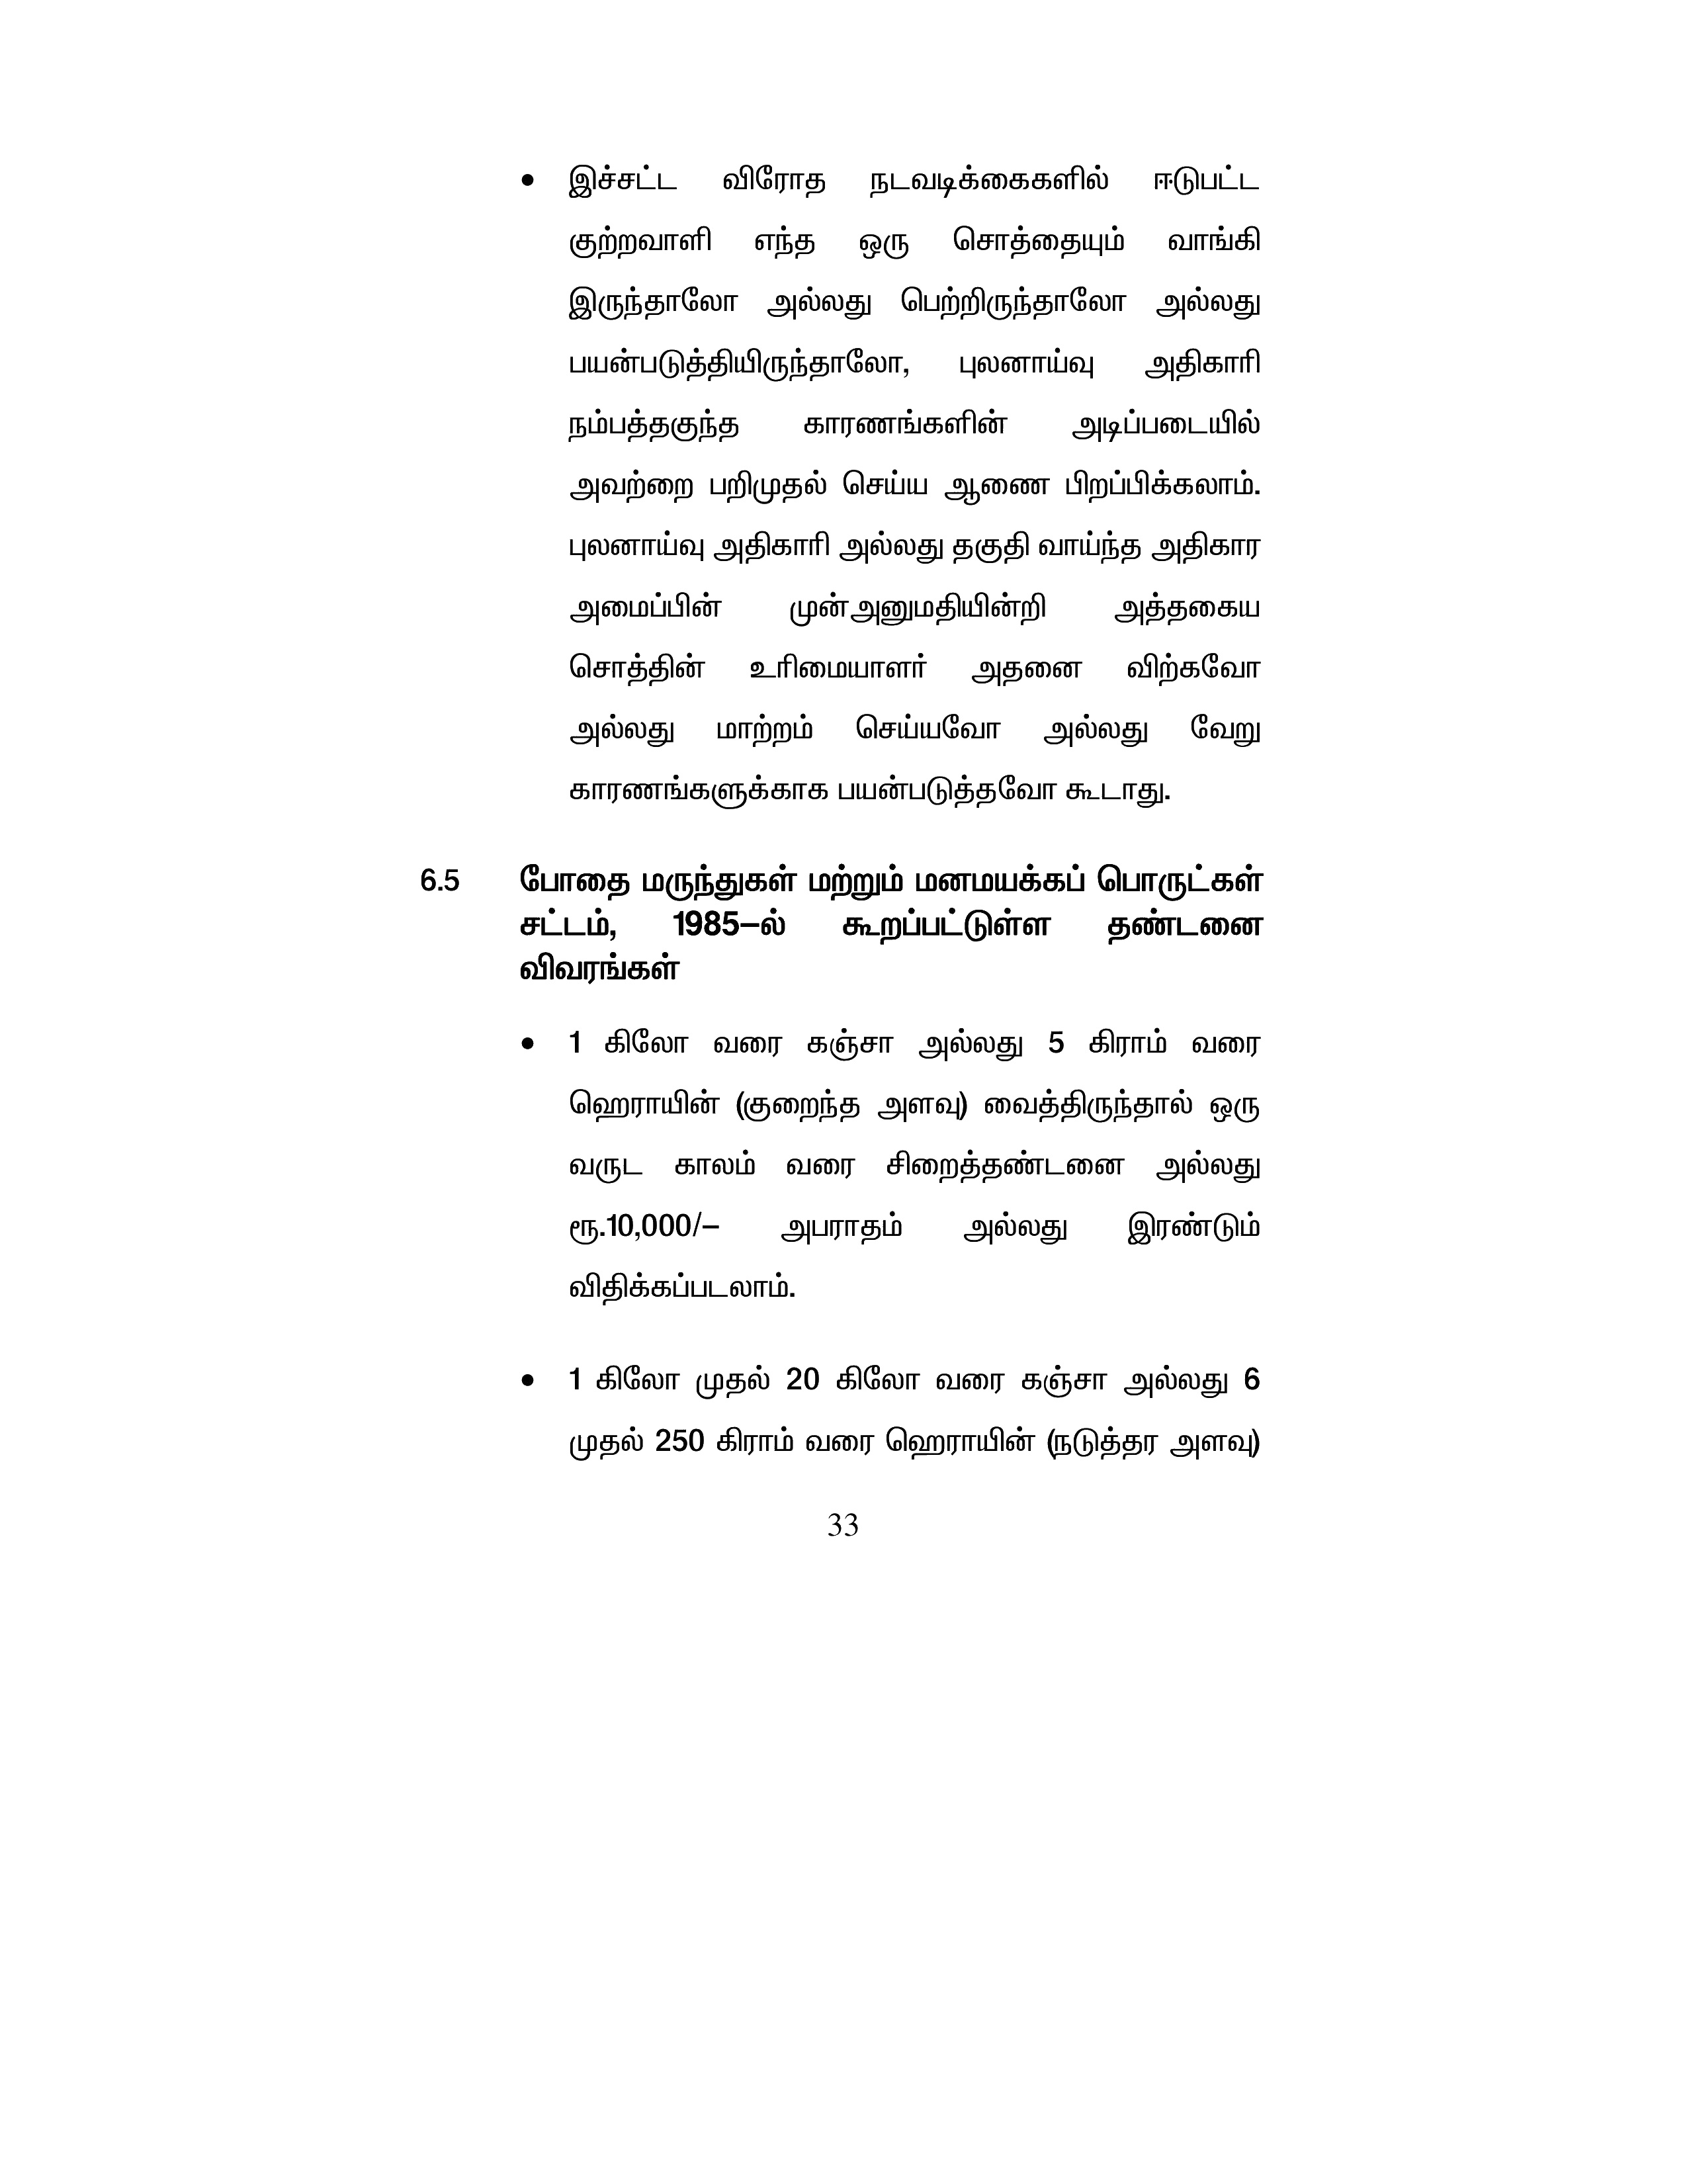 • இச்சட்ட விரோத நடவடிக்கைகளில் ஈடுபட்ட
குற்றவாளி எந்த ஒரு சொத்தையும் வாங்கி
இருந்தாலோ அல்லது பெற்றிருந்தாலோ அல்லது
பயன்படுத்தியிருந்தாலோ, புலனாய்வு அதிகாரி
நம்பத்தகுந்த காரணங்களின் அடிப்படையில்
அவற்றை பறிமுதல் செய்ய ஆணை பிறப்பிக்கலாம்.
புலனாய்வு அதிகாரி அல்லது தகுதி வாய்ந்த அதிகார
அமைப்பின் முன்அனுமதியின்றி அத்தகைய
சொத்தின் உரிமையாளர் அதனை விற்கவோ
அல்லது மாற்றம் செய்யவோ அல்லது வேறு
காரணங்களுக்காக பயன்படுத்தவோ கூடாது.
6.5 போதை மருந்துகள் மற்றும் மனமயக்கப் பொருட்கள்
சட்டம், 1985–ல் கூறப்பட்டுள்ள தண்டனை
விவரங்கள்
• 1 கிலோ வரை கஞ்சா அல்லது 5 கிராம் வரை
ஹெராயின் (குறைந்த அளவு) வைத்திருந்தால் ஒரு
வருட காலம் வரை சிறைத்தண்டனை அல்லது
ரூ.10,000/– அபராதம் அல்லது இரண்டும்
விதிக்கப்படலாம்.
• 1 கிலோ முதல் 20 கிலோ வரை கஞ்சா அல்லது 6
முதல் 250 கிராம் வரை ஹெராயின் (நடுத்தர அளவு)
33